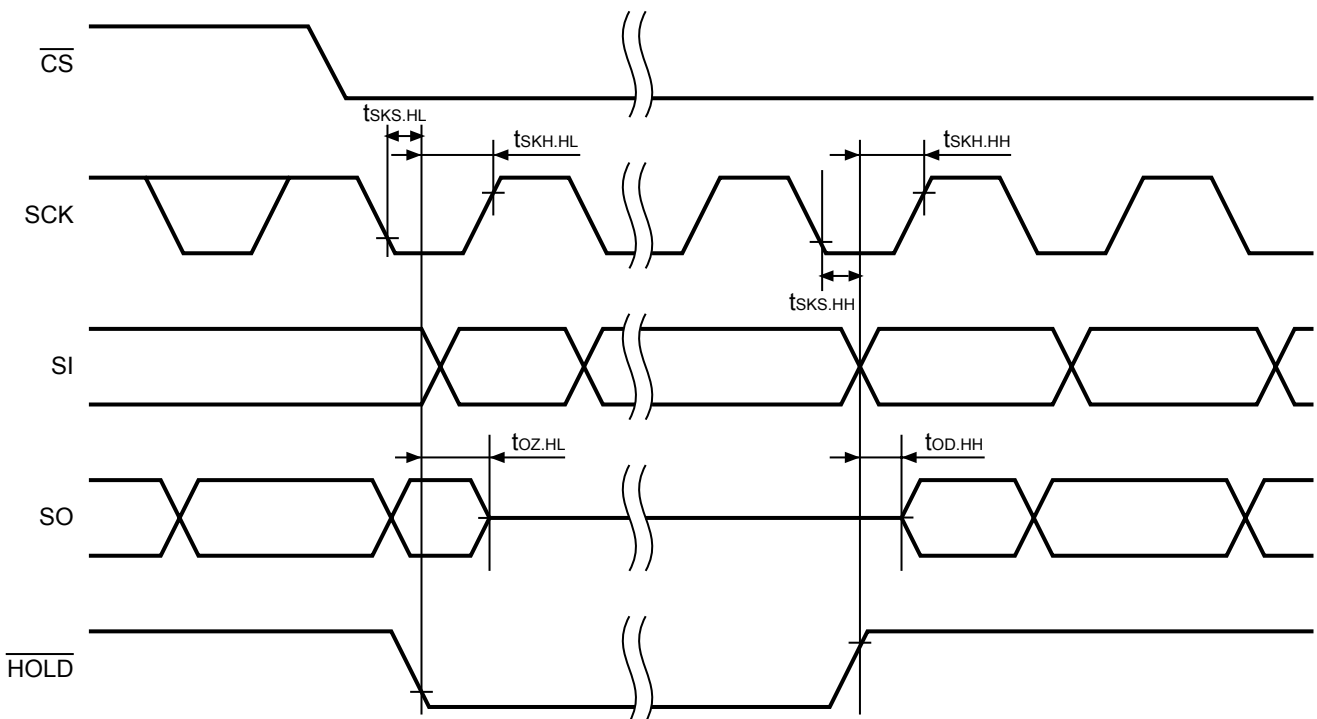 CS
tSKS.HL
tSKH.HL
tSKH.HH
SCK
tSKS.HH
SI
tOZ.HL
tOD.HH
SO
HOLD